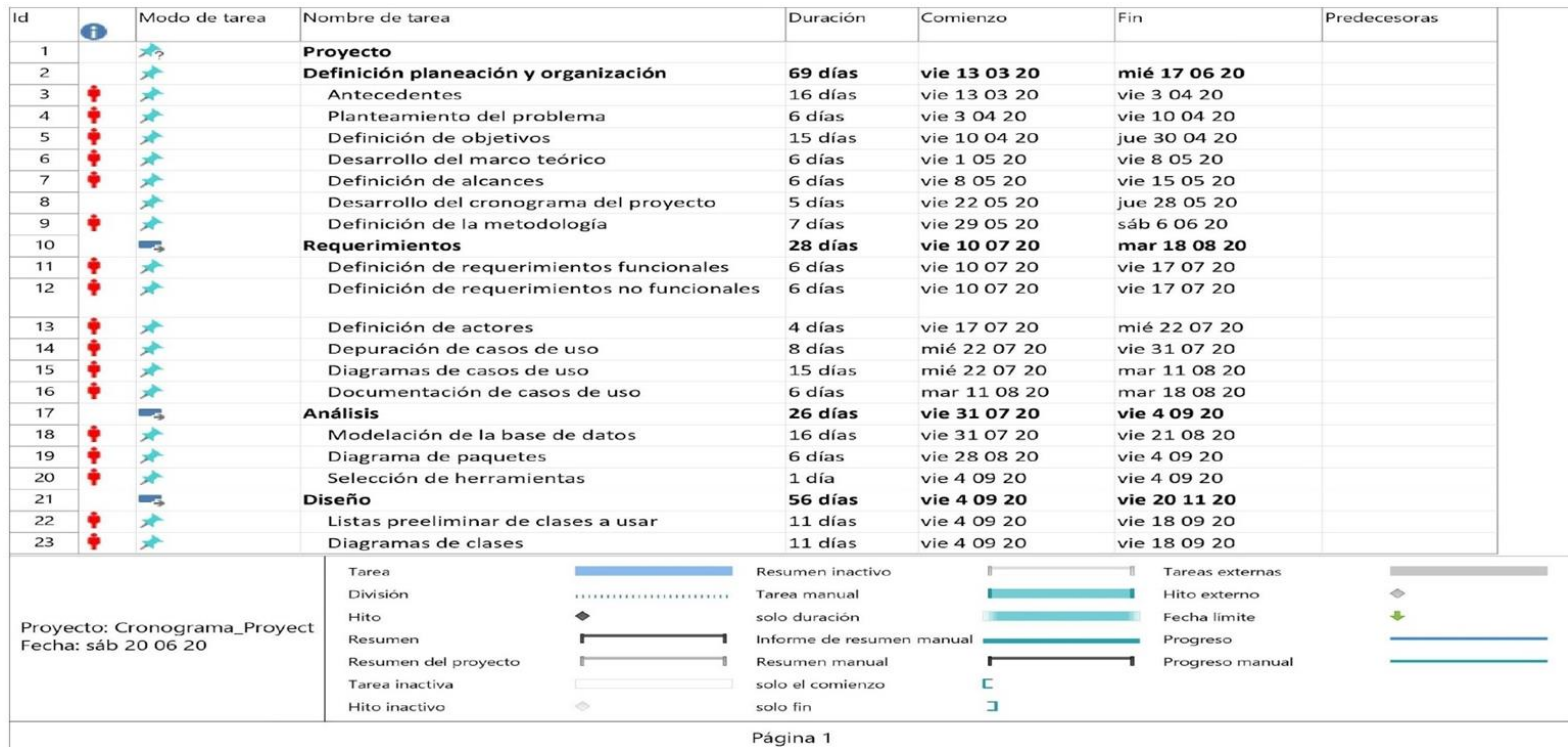 Id Modo de tarea Nombre de tarea Duración Comienzo Fin Predecesoras
1 Proyecto
2 Definición planeación y organización 69 días vie 13 03 20 mié 17 06 20
3 Antecedentes 16 días vie 13 03 20 vie 3 04 20
4 Planteamiento del problema 6 días vie 3 04 20 vie 10 04 20
5 Definición de objetivos 15 días vie 10 04 20 jue 30 04 20
6 Desarrollo del marco teórico 6 días vie 1 05 20 vie 8 05 20
7 Definición de alcances 6 días vie 8 05 20 vie 15 05 20
8 Desarrollo del cronograma del proyecto 5 días vie 22 05 20 jue 28 05 20
9 Definición de la metodología 7 días vie 29 05 20 sáb 6 06 20
10 Requerimientos 28 días vie 10 07 20 mar 18 08 20
11 Definición de requerimientos funcionales 6 días vie 10 07 20 vie 17 07 20
12 Definición de requerimientos no funcionales 6 días vie 10 07 20 vie 17 07 20
13 Definición de actores 4 días vie 17 07 20 mié 22 07 20
14 Depuración de casos de uso 8 días mié 22 07 20 vie 31 07 20
15 Diagramas de casos de uso 15 días mié 22 07 20 mar 11 08 20
16 Documentación de casos de uso 6 días mar 11 08 20 mar 18 08 20
17 Análisis 26 días vie 31 07 20 vie 4 09 20
18 Modelación de la base de datos 16 días vie 31 07 20 vie 21 08 20
19 Diagrama de paquetes 6 días vie 28 08 20 vie 4 09 20
20 Selección de herramientas 1 día vie 4 09 20 vie 4 09 20
21 Diseño 56 días vie 4 09 20 vie 20 11 20
22 Listas preeliminar de clases a usar 11 días vie 4 09 20 vie 18 09 20
23 Diagramas de clases 11 días vie 4 09 20 vie 18 09 20
Proyecto: Cronograma_Proyect
Fecha: sáb 20 06 20
Tarea Resumen inactivo Tareas externas
División Tarea manual Hito externo
Hito solo duración Fecha límite
Resumen Informe de resumen manual Progreso
Resumen del proyecto Resumen manual Progreso manual
Tarea inactiva solo el comienzo
Hito inactivo solo fin
Página 1